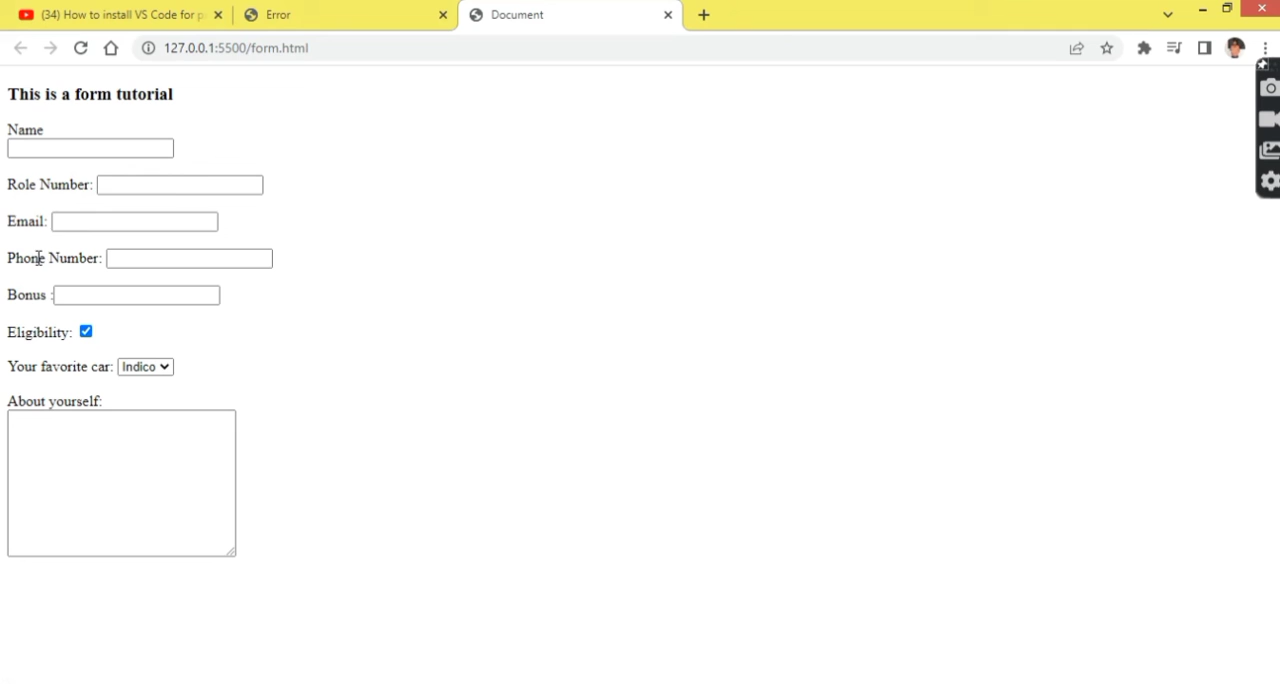 (34) How to install VS Code for p
Error
Document
127.0.0.1:5500/form.html
This is a form tutorial
Name
Role Number:
Email:
Phone Number:
Bonus :
Eligibility:
Your favorite car: Indico
About yourself: